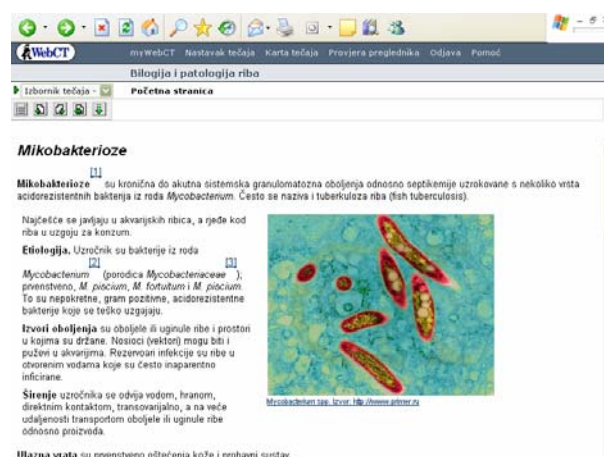 WebCT
myWebCT Nastavak tečaja Karta tečaja Provjera preglednika Odjava Pomoć
Bilogija i patologija riba
Izbornik tečaja - Početna stranica
Mikobakterioze
[1]
Mikobakterioze su kronična do akutna sistemska granulomatozna oboljenja odnosno septikemije uzrokovane s nekoliko vrsta
acidorezistentnih bakterija iz roda Mycobacterium. Često se naziva i tuberkuloza riba (fish tuberculosis).
Najčešće se javljaju u akvarijskih ribica, a rjeđe kod
riba u uzgoju za konzum.
Etiologija. Uzročnik su bakterije iz roda
[2] [3]
Mycobacterium (porodica Mycobacteriaceae );
prvenstveno, M. piscium, M. fortuitum i M. piscium.
To su nepokretne, gram pozitivne, acidorezistentne
bakterije koje se teško uzgajaju.
Izvori oboljenja su oboljele ili uginule ribe i prostori
u kojima su držane. Nosioci (vektori) mogu biti i
puževi u akvarijima. Rezervoari infekcije su ribe u
otvorenim vodama koje su često inaparentno
inficirane.
Širenje uzročnika se odvija vodom, hranom,
direktnim kontaktom, transovarijalno, a na veće
udaljenosti transportom oboljele ili uginule ribe
odnosno proizvoda.
Mycobacterium spp. Izvor: http://www.primer.ru
Ulazna vrata su prvenstveno oštećenja kože i probavni sustav.